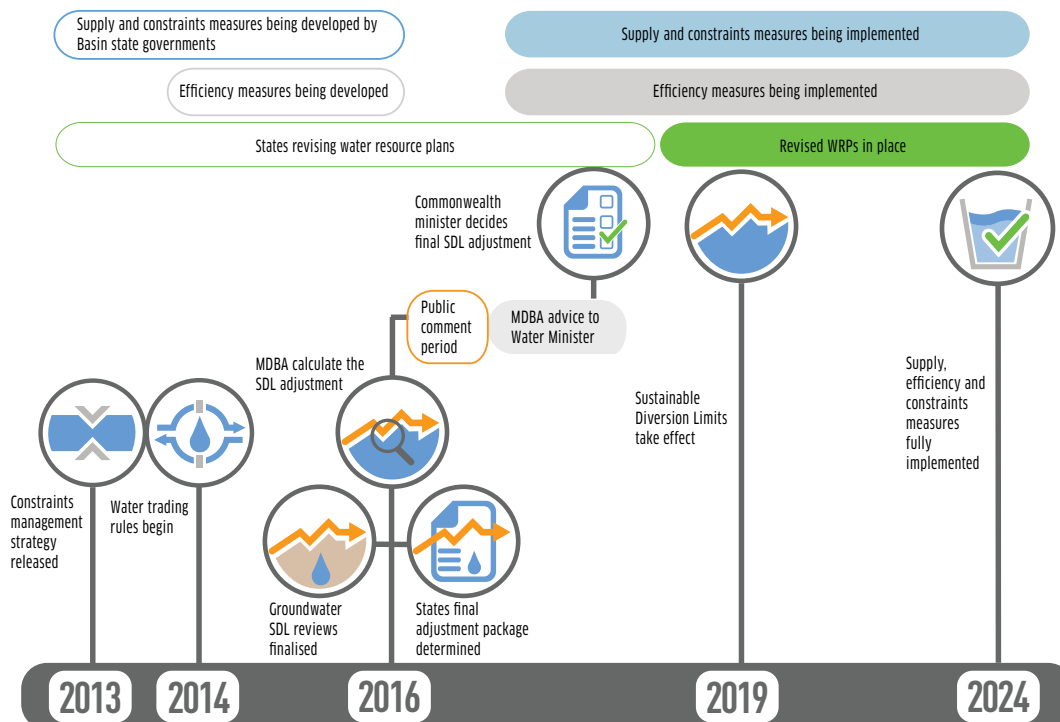 Supply and constraints measures being developed by
Basin state governments
Supply and constraints measures being implemented
Efficiency measures being developed
Efficiency measures being implemented
States revising water resource plans
Revised WRPs in place
Commonwealth
minister decides
final SDL adjustment
Public
comment
period
MDBA advice to
Water Minister
MDBA calculate the
SDL adjustment
Sustainable
Diversion Limits
take effect
Supply,
efficiency and
constraints
measures
fully
implemented
Constraints
management
strategy
released
Water trading
rules begin
Groundwater
SDL reviews
finalised
States final
adjustment package
determined
2013
2014
2016
2019
2024